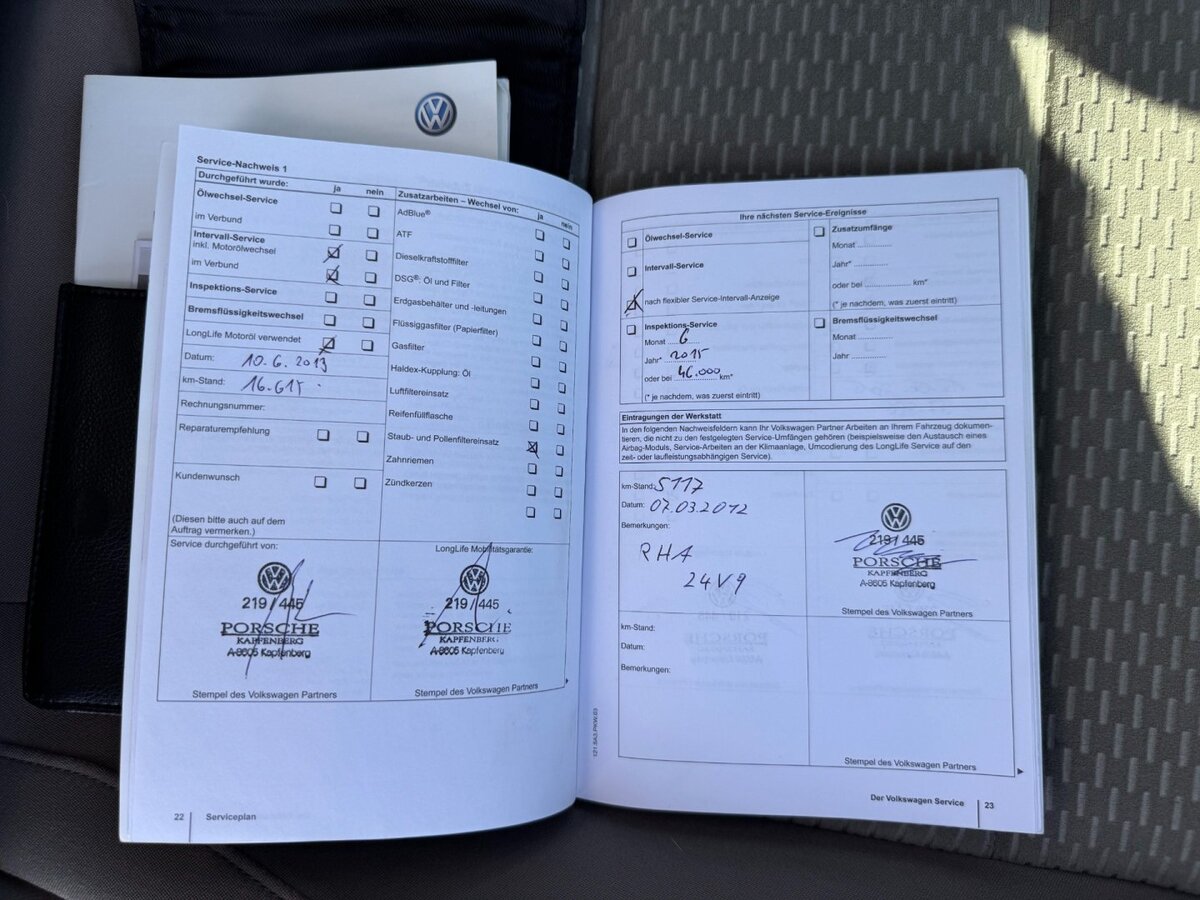 Service-Nachweis 1
Durchgeführt wurde: ja nein
Ölwechsel-Service
im Verbund
Intervall-Service
inkl. Motorölwechsel
im Verbund
Inspektions-Service
Bremsflüssigkeitswechsel
LongLife Motoröl verwendet
Datum: 10.6.2013
km-Stand: 16.615
Rechnungsnummer:
Reparaturempfehlung
Kundenwunsch
(Diesen bitte auch auf dem
Auftrag vermerken.)
Zusatzarbeiten – Wechsel von: ja nein
AdBlue®
ATF
Dieselkraftstofffilter
DSG®: Öl und Filter
Erdgasbehälter und -leitungen
Flüssiggasfilter (Papierfilter)
Gasfilter
Haldex-Kupplung: Öl
Luftfiltereinsatz
Reifenfüllflasche
Staub- und Pollenfiltereinsatz
Zahnriemen
Zündkerzen
Service durchgeführt von:
219/445
PORSCHE
KAPFENBERG
A-8605 Kapfenberg
Stempel des Volkswagen Partners
LongLife Mobilitätsgarantie:
219/445
PORSCHE
KAPFENBERG
A-8605 Kapfenberg
Stempel des Volkswagen Partners
22 Serviceplan
Ihre nächsten Service-Ereignisse
Ölwechsel-Service
Intervall-Service
nach flexibler Service-Intervall-Anzeige
Inspektions-Service
Monat 6
Jahr* 2015
oder bei 46.000 km*
(* je nachdem, was zuerst eintritt)
Zusatzumfänge
Monat ............
Jahr* ............
oder bei ............ km*
(* je nachdem, was zuerst eintritt)
Bremsflüssigkeitswechsel
Monat ............
Jahr ............
Eintragungen der Werkstatt
In den folgenden Nachweisfeldern kann Ihr Volkswagen Partner Arbeiten an Ihrem Fahrzeug dokumen-
tieren, die nicht zu den festgelegten Service-Umfängen gehören (beispielsweise den Austausch eines
Airbag-Moduls, Service-Arbeiten an der Klimaanlage, Umcodierung des LongLife Service auf den
zeit- oder laufleistungsabhängigen Service).
km-Stand: 5117
Datum: 07.03.2012
Bemerkungen:
RHA
24V9
219/445
PORSCHE
KAPFENBERG
A-8605 Kapfenberg
Stempel des Volkswagen Partners
km-Stand:
Datum:
Bemerkungen:
Stempel des Volkswagen Partners
121.5A3.PKW.03
Der Volkswagen Service 23